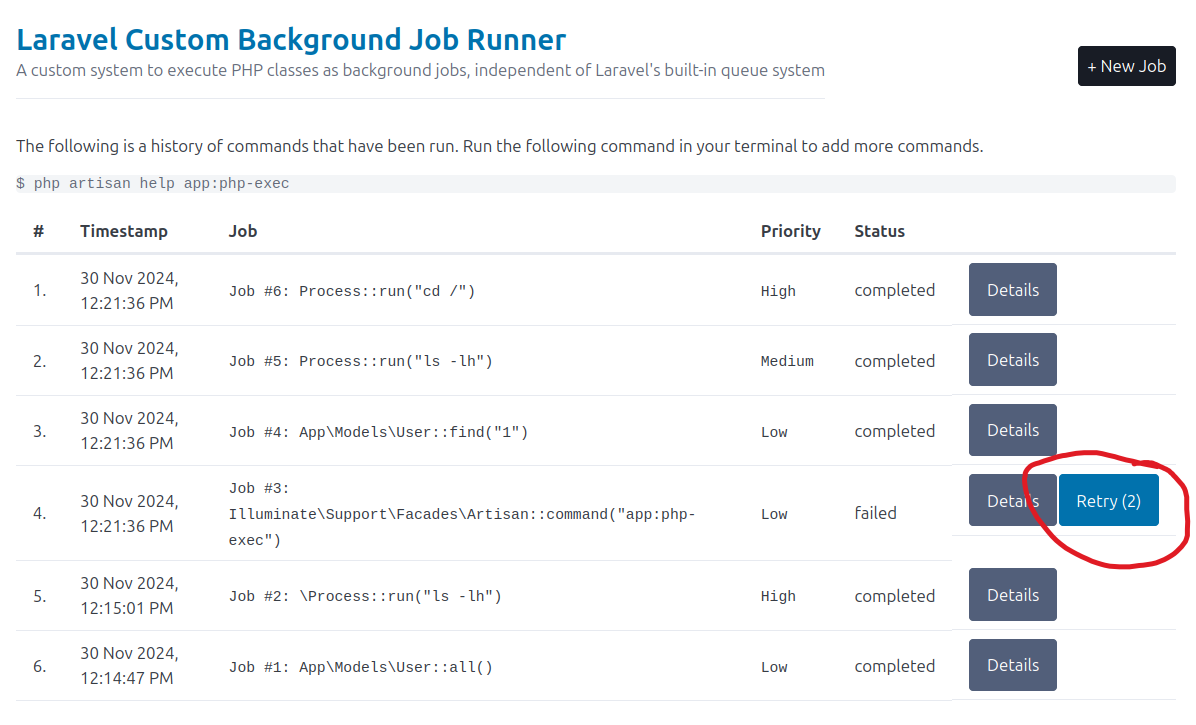 Laravel Custom Background Job Runner
A custom system to execute PHP classes as background jobs, independent of Laravel's built-in queue system
+ New Job
The following is a history of commands that have been run. Run the following command in your terminal to add more commands.
$ php artisan help app:php-exec
# Timestamp Job Priority Status
1. 30 Nov 2024, 12:21:36 PM Job #6: Process::run("cd /") High completed Details
2. 30 Nov 2024, 12:21:36 PM Job #5: Process::run("ls -lh") Medium completed Details
3. 30 Nov 2024, 12:21:36 PM Job #4: App\Models\User::find("1") Low completed Details
4. 30 Nov 2024, 12:21:36 PM Job #3: Illuminate\Support\Facades\Artisan::command("app:php-exec") Low failed Details Retry (2)
5. 30 Nov 2024, 12:15:01 PM Job #2: \Process::run("ls -lh") High completed Details
6. 30 Nov 2024, 12:14:47 PM Job #1: App\Models\User::all() Low completed Details